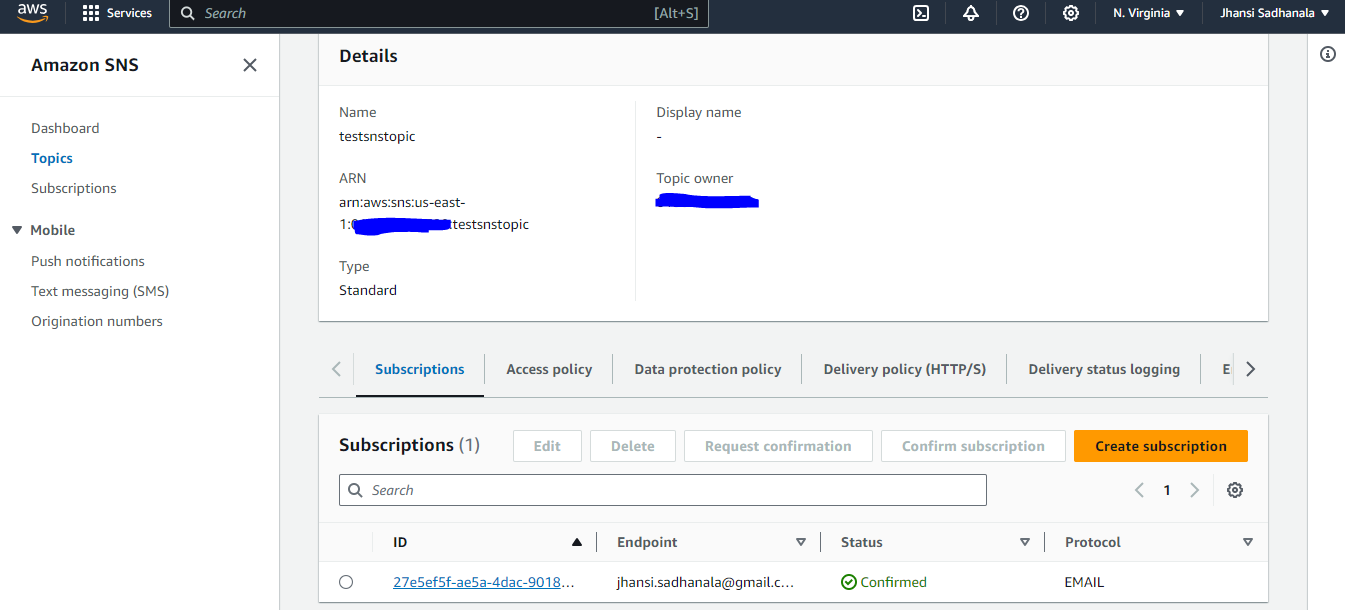 aws Services Search [Alt+S] N. Virginia Jhansi Sadhanala
Amazon SNS
Dashboard
Topics
Subscriptions
Mobile
Push notifications
Text messaging (SMS)
Origination numbers
Details
Name
testsnstopic
Display name
-
ARN
arn:aws:sns:us-east-
1: testsnstopic
Topic owner
Type
Standard
Subscriptions Access policy Data protection policy Delivery policy (HTTP/S) Delivery status logging E
Subscriptions (1) Edit Delete Request confirmation Confirm subscription Create subscription
Search 1
ID Endpoint Status Protocol
27e5ef5f-ae5a-4dac-9018... jhansi.sadhanala@gmail.c... Confirmed EMAIL